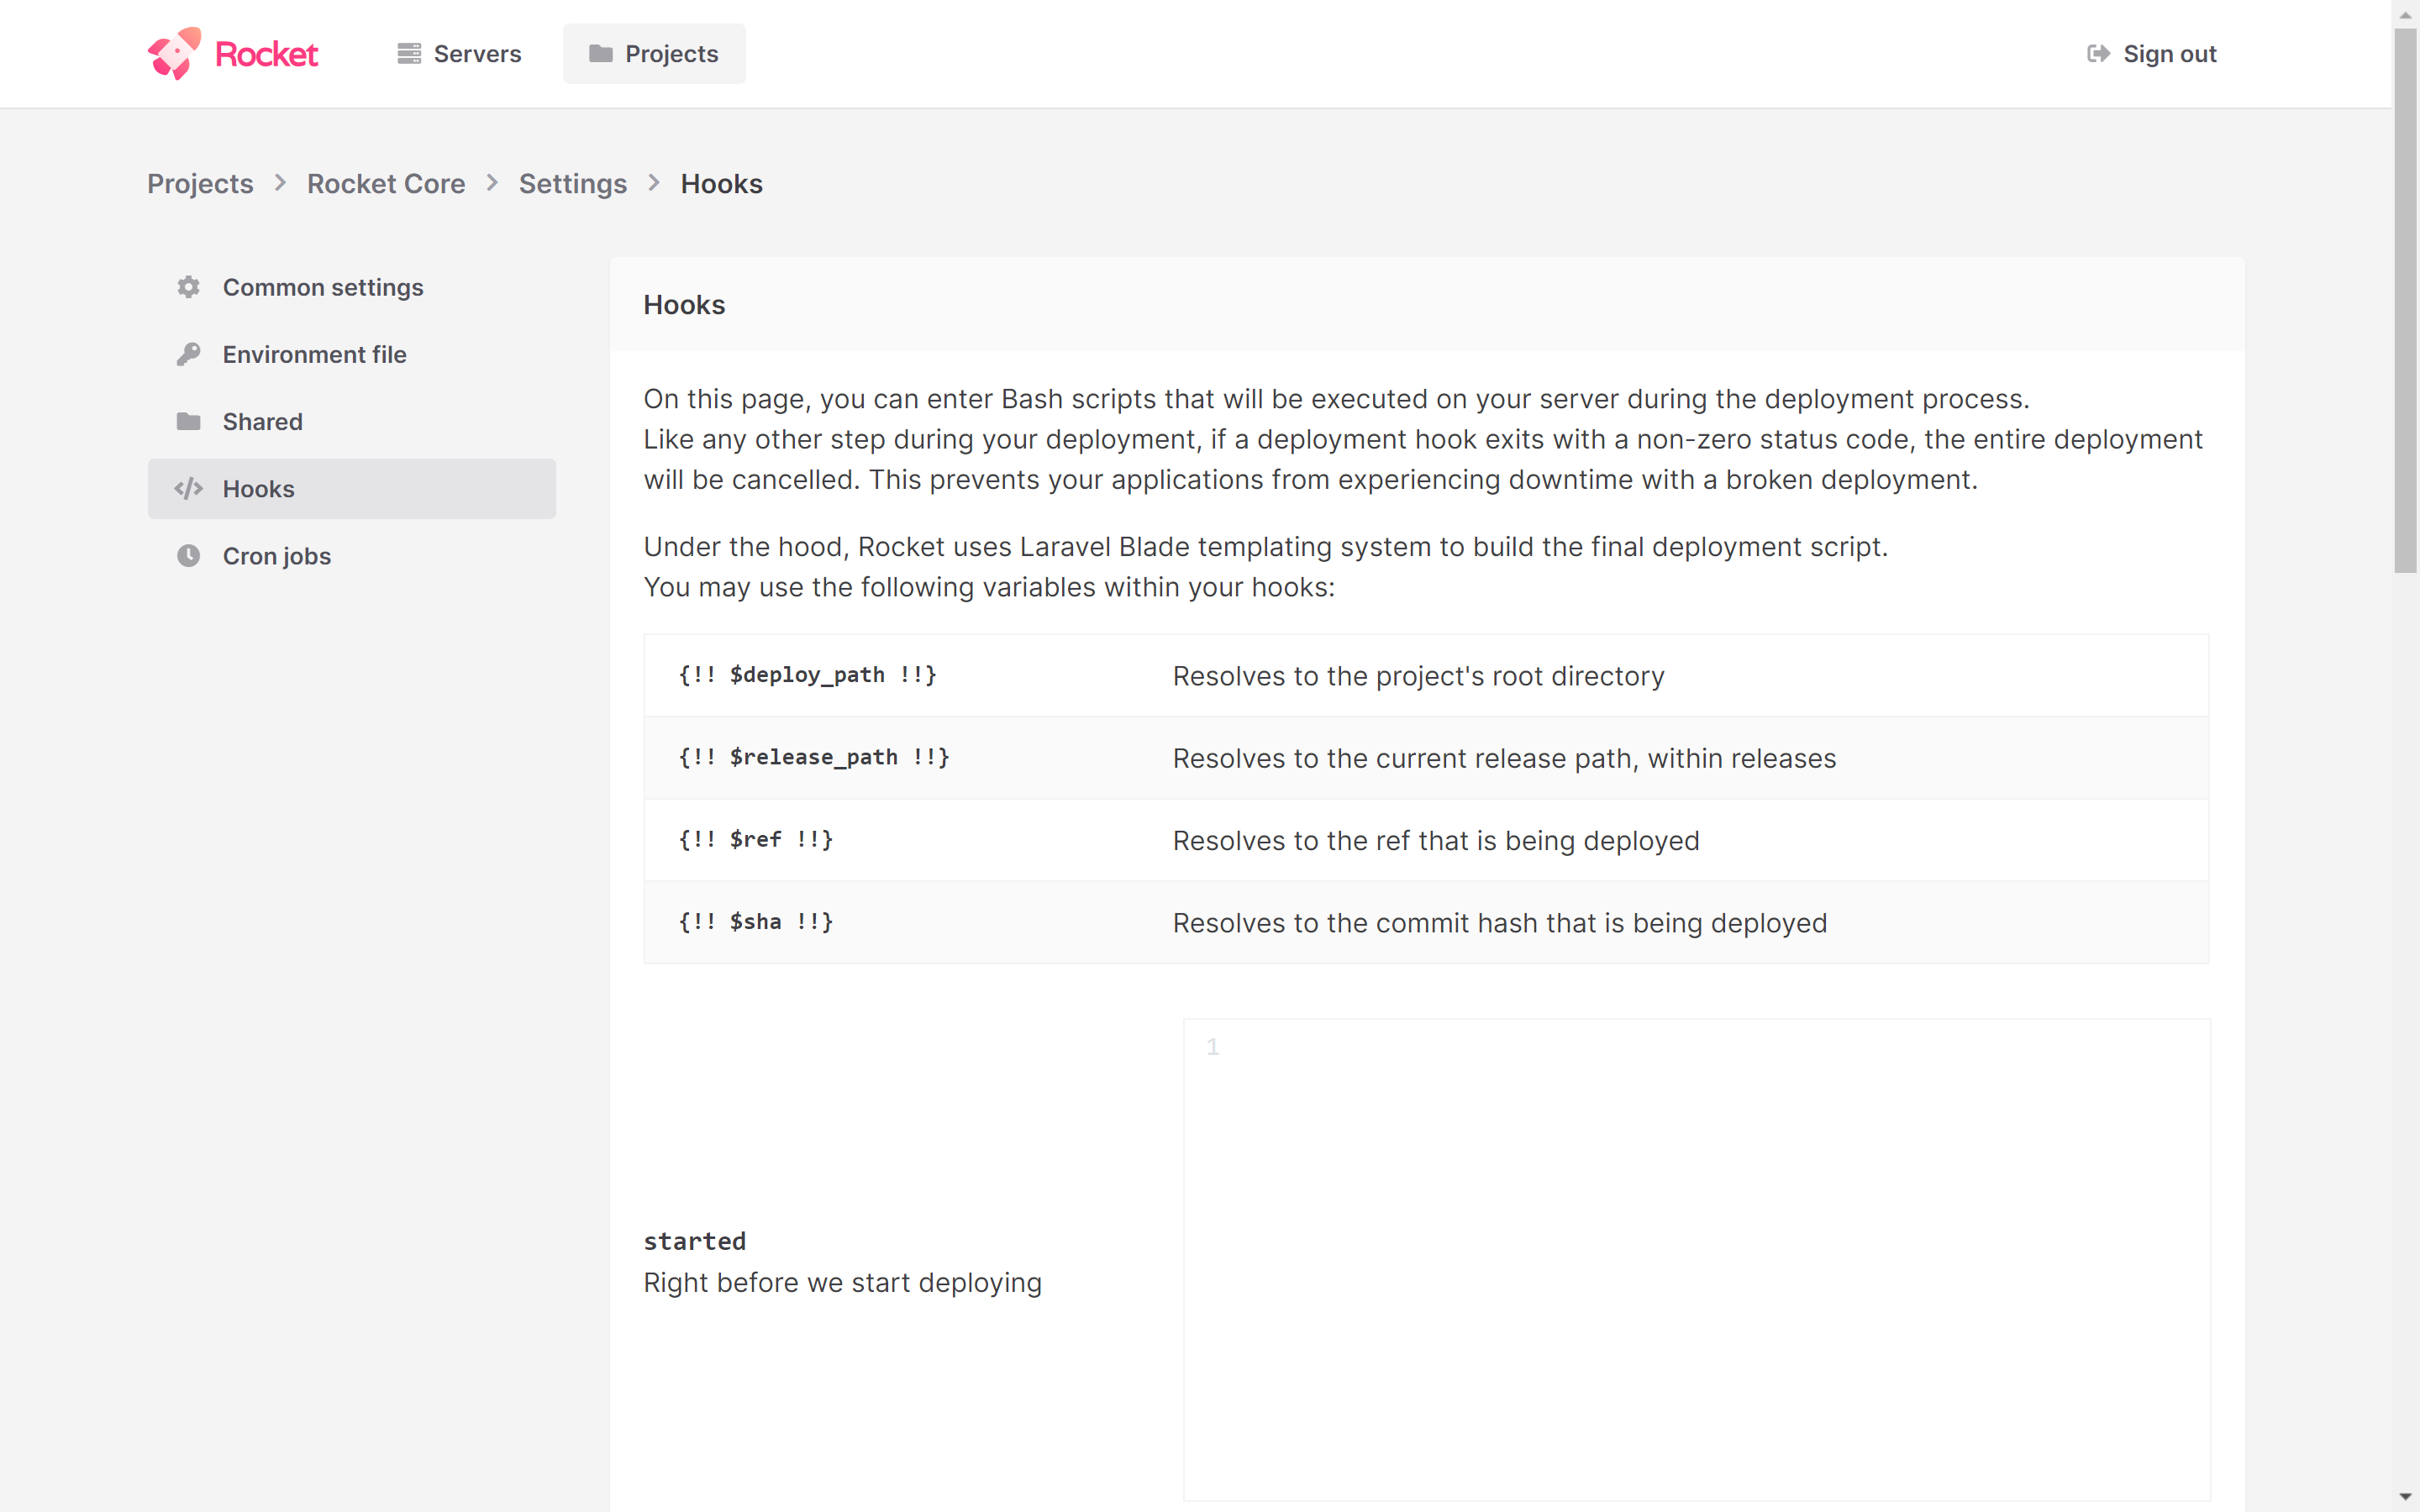 Rocket
Servers
Projects
Sign out
Projects > Rocket Core > Settings > Hooks
Common settings
Environment file
Shared
Hooks
Cron jobs
Hooks
On this page, you can enter Bash scripts that will be executed on your server during the deployment process.
Like any other step during your deployment, if a deployment hook exits with a non-zero status code, the entire deployment
will be cancelled. This prevents your applications from experiencing downtime with a broken deployment.
Under the hood, Rocket uses Laravel Blade templating system to build the final deployment script.
You may use the following variables within your hooks:
{!! $deploy_path !!} Resolves to the project's root directory
{!! $release_path !!} Resolves to the current release path, within releases
{!! $ref !!} Resolves to the ref that is being deployed
{!! $sha !!} Resolves to the commit hash that is being deployed
1
started
Right before we start deploying